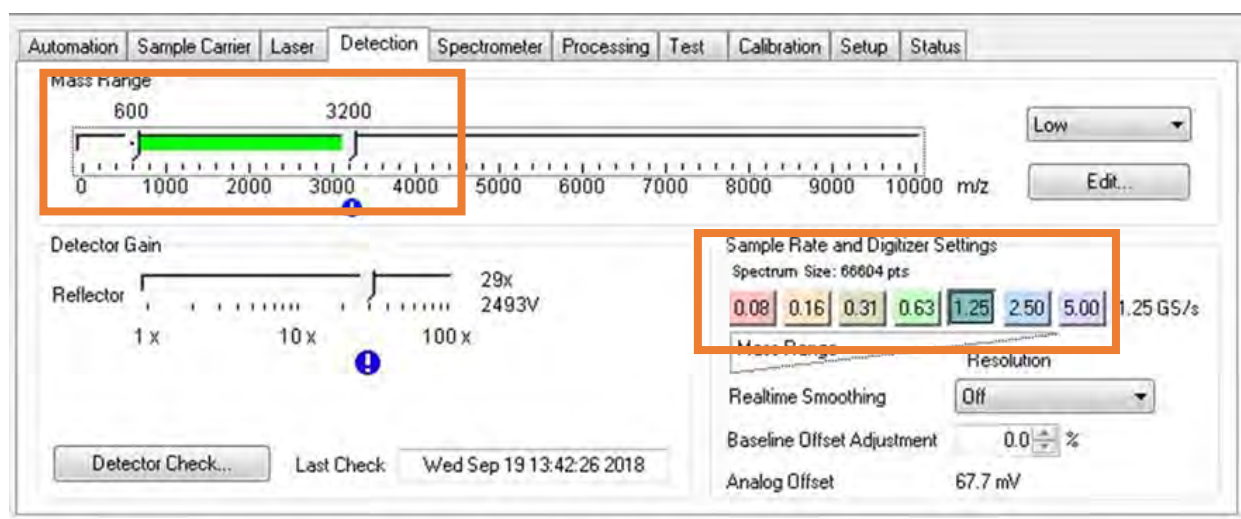 Automation Sample Carrier Laser Detection Spectrometer Processing Test Calibration Setup Status
Mass Range
600 3200
Low
0 1000 2000 3000 4000 5000 6000 7000 8000 9000 10000 m/z
Edit...
Detector Gain
Reflector
29x
2493V
1 x 10 x 100 x
Detector Check...
Last Check
Wed Sep 19 13:42:26 2018
Sample Rate and Digitizer Settings
Spectrum Size: 66604 pts
0.08 0.16 0.31 0.63 1.25 2.50 5.00 1.25 GS/s
Mass Range
Resolution
Realtime Smoothing Off
Baseline Offset Adjustment 0.0 %
Analog Offset 67.7 mV